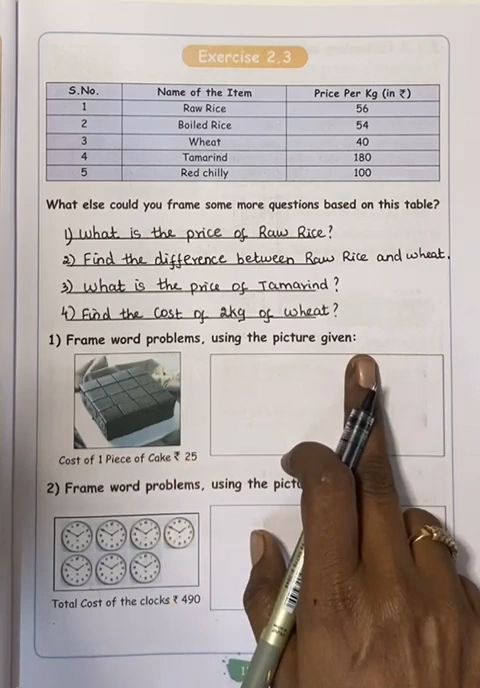 Exercise 2.3
S.No. Name of the Item Price Per Kg (in ₹)
1 Raw Rice 56
2 Boiled Rice 54
3 Wheat 40
4 Tamarind 180
5 Red chilly 100
What else could you frame some more questions based on this table?
1) What is the price of Raw Rice?
2) Find the difference between Raw Rice and wheat.
3) What is the price of Tamarind?
4) Find the cost of 2kg of wheat?
1) Frame word problems, using the picture given:
Cost of 1 Piece of Cake ₹ 25
2) Frame word problems, using the
Total Cost of the clocks ₹ 490